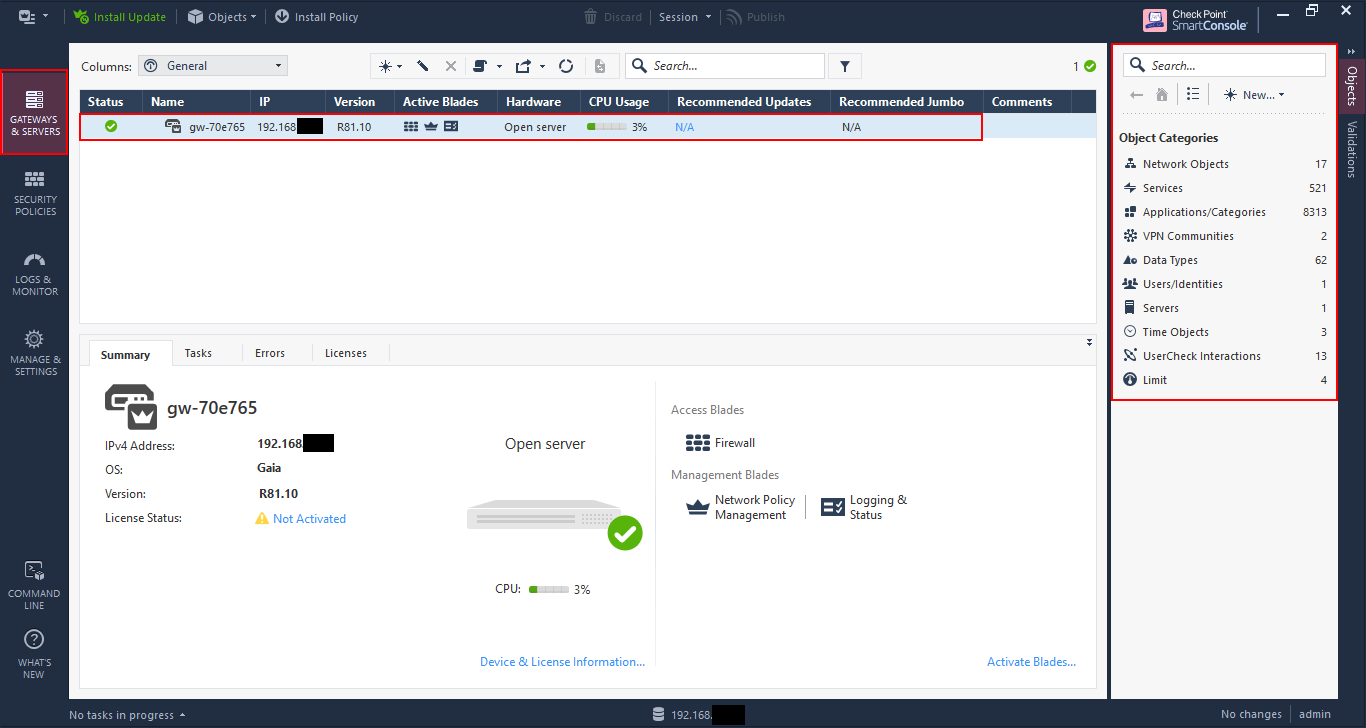 Install Update
Objects
Install Policy
Discard
Session
Publish
Check Point
SmartConsole
GATEWAYS
& SERVERS
SECURITY
POLICIES
LOGS &
MONITOR
MANAGE &
SETTINGS
COMMAND
LINE
WHAT'S
NEW
Columns: General
Search...
1
Status Name IP Version Active Blades Hardware CPU Usage Recommended Updates Recommended Jumbo Comments
gw-70e765 192.168. R81.10 Open server 3% N/A N/A
Summary Tasks Errors Licenses
gw-70e765
IPv4 Address: 192.168.
OS: Gaia
Version: R81.10
License Status: Not Activated
Open server
CPU: 3%
Device & License Information...
Access Blades
Firewall
Management Blades
Network Policy
Management
Logging &
Status
Activate Blades...
Search...
New...
Object Categories
Network Objects 17
Services 521
Applications/Categories 8313
VPN Communities 2
Data Types 62
Users/Identities 1
Servers 1
Time Objects 3
UserCheck Interactions 13
Limit 4
Objects
Validations
No tasks in progress
192.168.
No changes
admin